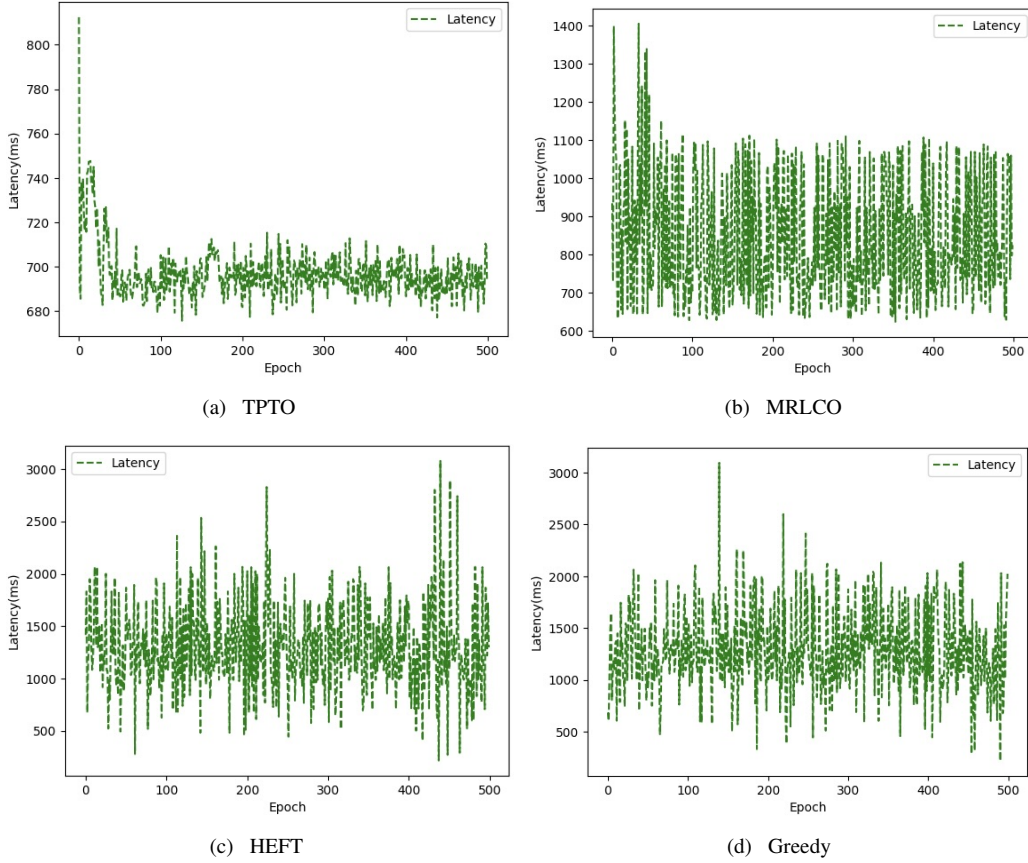 Latency
800
780
760
740
720
700
680
Latency(ms)
0 100 200 300 400 500
Epoch
(a) TPTO
Latency
1400
1300
1200
1100
1000
900
800
700
600
Latency(ms)
0 100 200 300 400 500
Epoch
(b) MRLCO
Latency
3000
2500
2000
1500
1000
500
Latency(ms)
0 100 200 300 400 500
Epoch
(c) HEFT
Latency
3000
2500
2000
1500
1000
500
Latency(ms)
0 100 200 300 400 500
Epoch
(d) Greedy